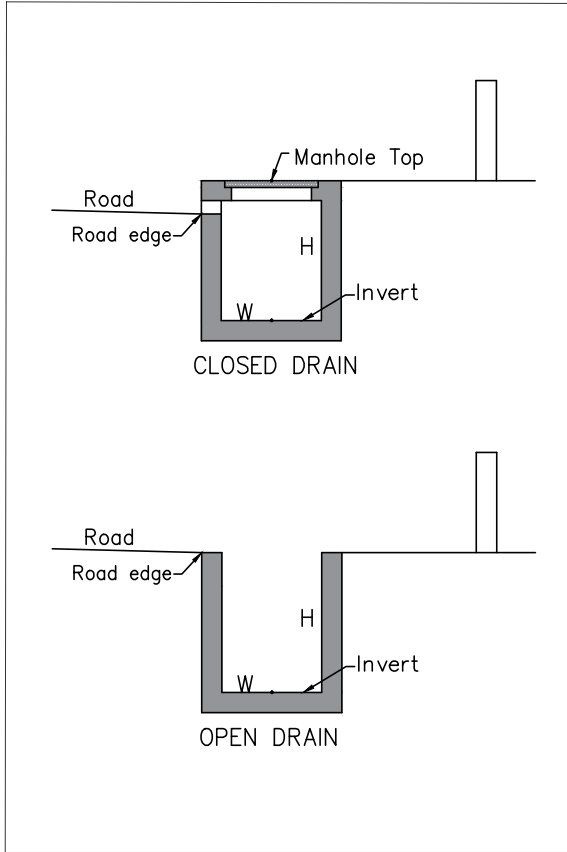 Manhole Top
Road
Road edge
H
Invert
W
CLOSED DRAIN
Road
Road edge
H
Invert
W
OPEN DRAIN